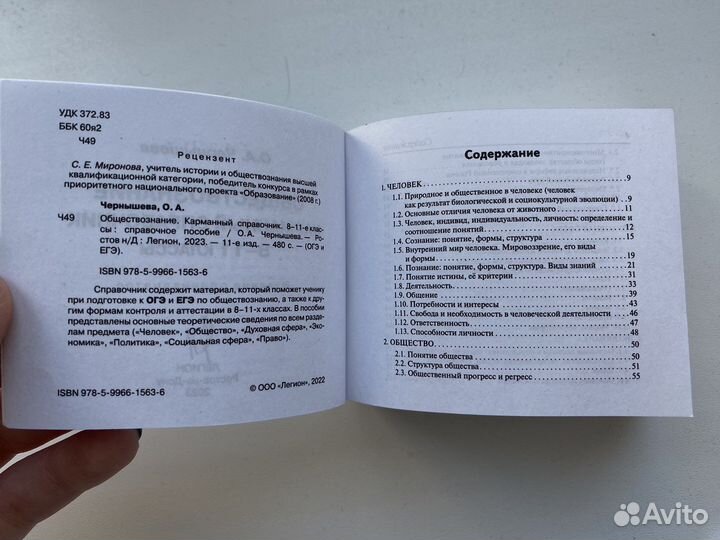 УДК 372.83
ББК 60я2
Ч49
Рецензент
С. Е. Миронова, учитель истории и обществознания высшей
квалификационной категории, победитель конкурса в рамках
приоритетного национального проекта «Образование» (2008 г.)
Чернышева, О. А.
Ч49 Обществознание. Карманный справочник. 8–11-е клас-
сы : справочное пособие / О.А. Чернышева. — Ро-
стов н/Д : Легион, 2023. — 11-е изд. — 480 с. — (ОГЭ и
ЕГЭ).
ISBN 978-5-9966-1563-6
Справочник содержит материал, который поможет ученику
при подготовке к ОГЭ и ЕГЭ по обществознанию, а также к дру-
гим формам контроля и аттестации в 8–11-х классах. В пособии
представлены основные теоретические сведения по всем разде-
лам предмета («Человек», «Общество», «Духовная сфера», «Эко-
номика», «Политика», «Социальная сфера», «Право»).
ISBN 978-5-9966-1563-6
© ООО «Легион», 2022
Содержание
1. ЧЕЛОВЕК 9
1.1. Природное и общественное в человеке (человек
как результат биологической и социокультурной эволюции) 9
1.2. Основные отличия человека от животного 11
1.3. Человек, индивид, индивидуальность, личность: определение и
соотношение понятий 12
1.4. Сознание: понятие, формы, структура 15
1.5. Внутренний мир человека. Мировоззрение, его виды
и формы 19
1.6. Познание: понятие, формы, структура. Виды знаний 21
1.7. Понятие истины, её критерии 31
1.8. Деятельность 33
1.9. Общение 39
1.10. Потребности и интересы 43
1.11. Свобода и необходимость в человеческой деятельности 46
1.12. Ответственность 47
1.13. Способности личности 48
2. ОБЩЕСТВО 50
2.1. Понятие общества 50
2.2. Структура общества 51
2.3. Общественный прогресс и регресс 55
Avito